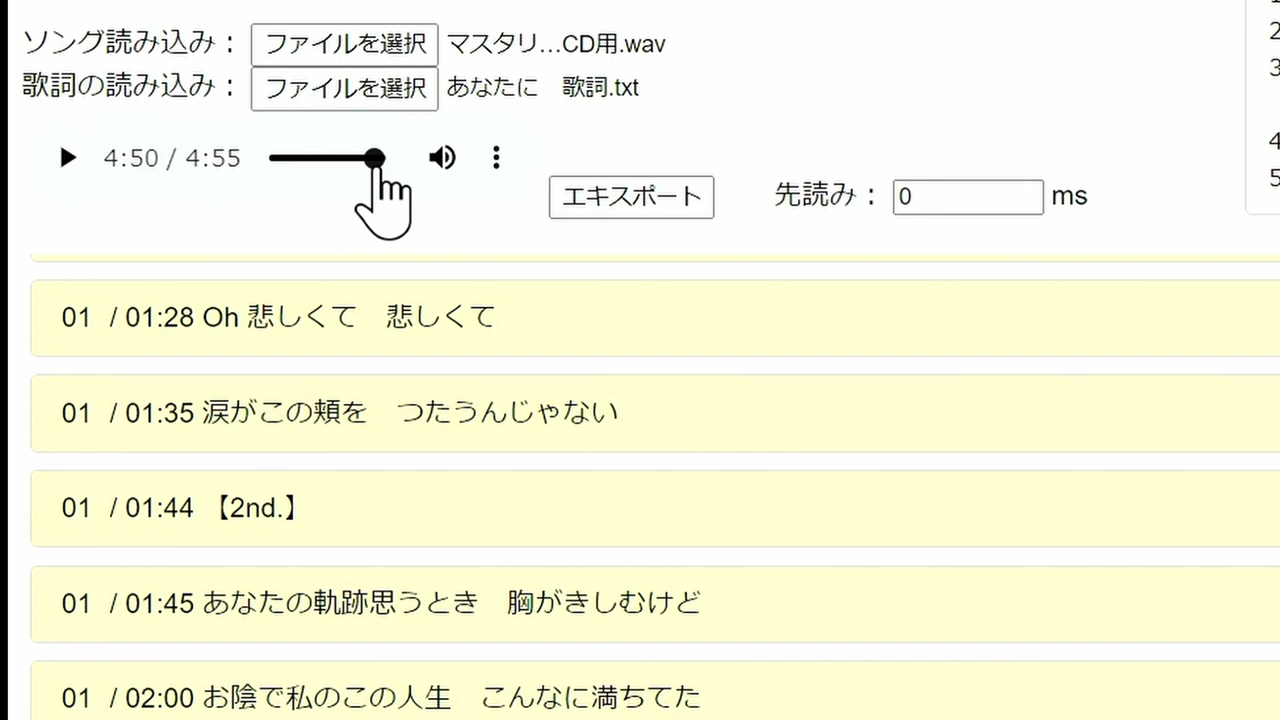 ソング読み込み： ファイルを選択 マスタリ...CD用.wav
歌詞の読み込み： ファイルを選択 あなたに　歌詞.txt
4:50 / 4:55
エキスポート 先読み： 0 ms
01 / 01:28 Oh 悲しくて　悲しくて
01 / 01:35 涙がこの頬を　つたうんじゃない
01 / 01:44 【2nd.】
01 / 01:45 あなたの軌跡思うとき　胸がきしむけど
01 / 02:00 お陰で私のこの人生　こんなに満ちてた
2
3
4
5